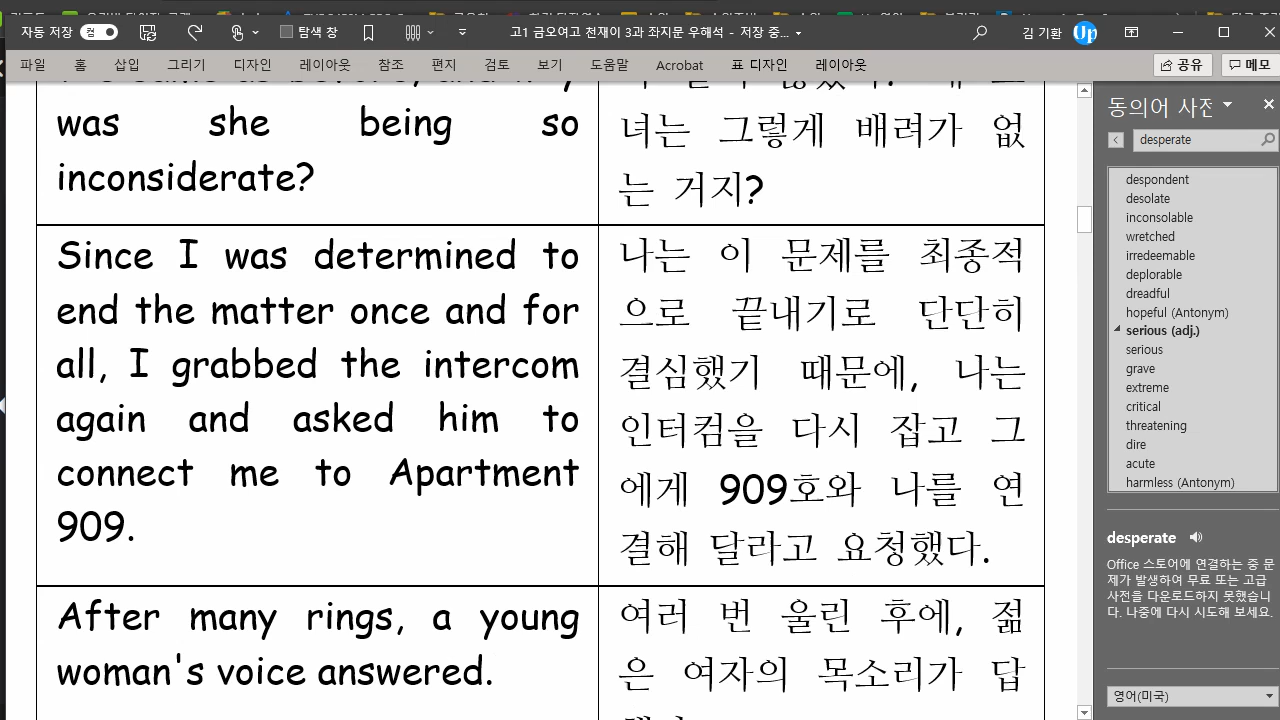 자동 저장
탐색 창
고1 금오여고 천재이 3과 좌지문 우해석 - 저장 중...
김 기환
Up
파일 홈 삽입 그리기 디자인 레이아웃 참조 편지 검토 보기 도움말 Acrobat 표 디자인 레이아웃
공유
메모
was she being so
inconsiderate?
녀는 그렇게 배려가 없
는 거지?
Since I was determined to
end the matter once and for
all, I grabbed the intercom
again and asked him to
connect me to Apartment
909.
나는 이 문제를 최종적
으로 끝내기로 단단히
결심했기 때문에, 나는
인터컴을 다시 잡고 그
에게 909호와 나를 연
결해 달라고 요청했다.
After many rings, a young
woman's voice answered.
여러 번 울린 후에, 젊
은 여자의 목소리가 답
동의어 사전
desperate
despondent
desolate
inconsolable
wretched
irredeemable
deplorable
dreadful
hopeful (Antonym)
serious (adj.)
serious
grave
extreme
critical
threatening
dire
acute
harmless (Antonym)
desperate
Office 스토어에 연결하는 중 문
제가 발생하여 무료 또는 고급
사전을 다운로드하지 못했습니
다. 나중에 다시 시도해 보세요.
영어(미국)